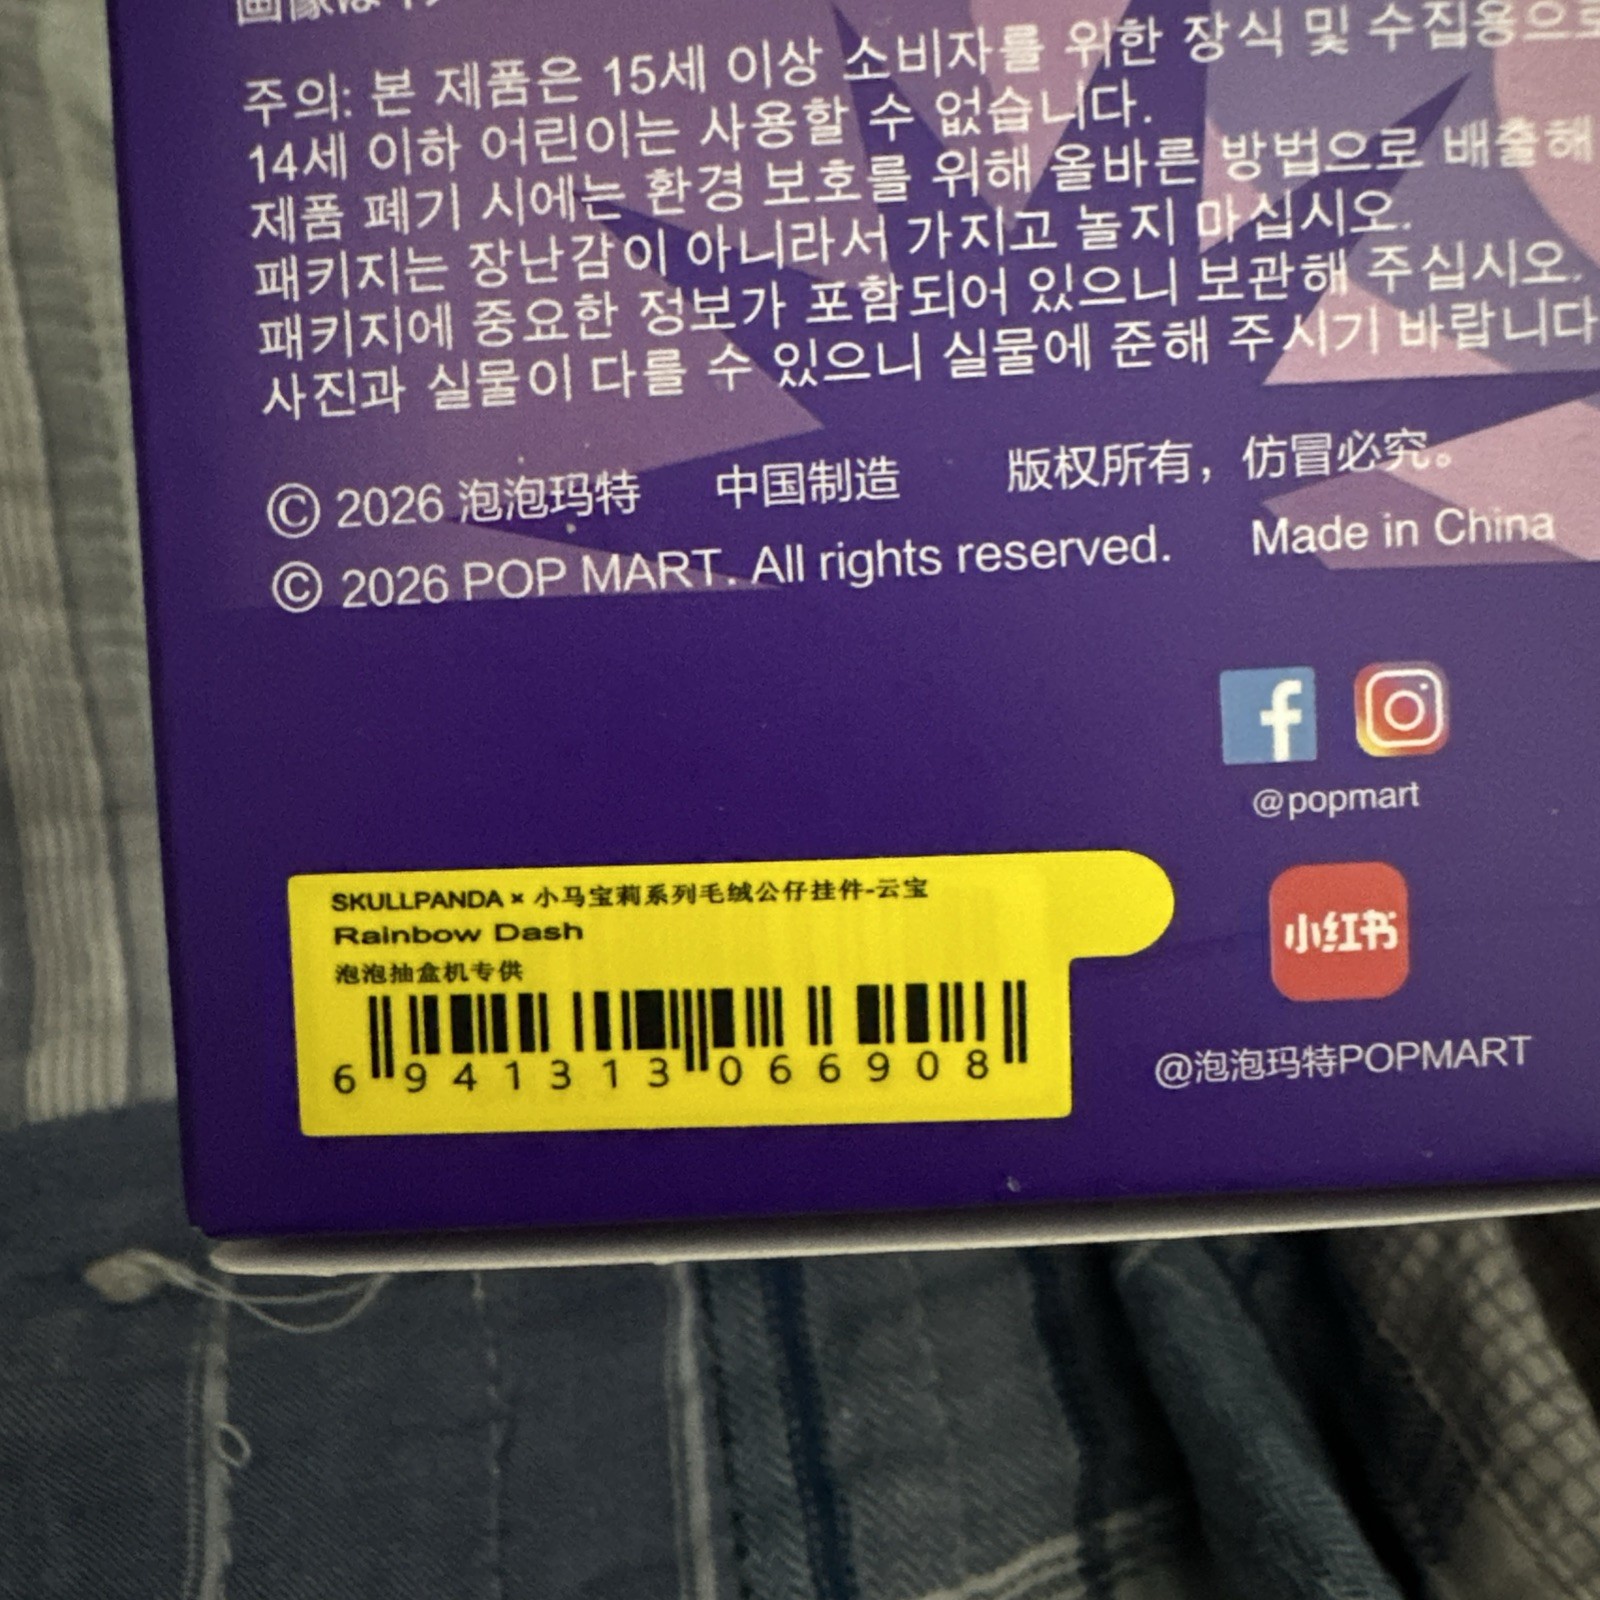 주의: 본 제품은 15세 이상 소비자를 위한 장식 및 수집용으로
14세 이하 어린이는 사용할 수 없습니다.
제품 폐기 시에는 환경 보호를 위해 올바른 방법으로 배출해
패키지는 장난감이 아니라서 가지고 놀지 마십시오.
패키지에 중요한 정보가 포함되어 있으니 보관해 주십시오.
사진과 실물이 다를 수 있으니 실물에 준해 주시기 바랍니다
© 2026 泡泡玛特 中国制造 版权所有，仿冒必究。
© 2026 POP MART. All rights reserved. Made in China
f
@popmart
SKULLPANDA × 小马宝莉系列毛绒公仔挂件-云宝
Rainbow Dash
泡泡抽盒机专供
6 941313 066908
小红书
@泡泡玛特POPMART